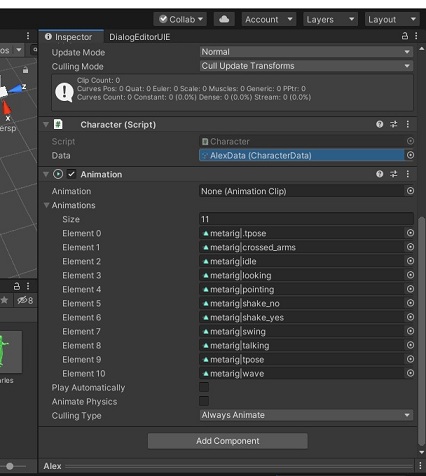 Collab
Account
Layers
Layout
Inspector
DialogEditorUIE
os
Update Mode
Normal
Culling Mode
Cull Update Transforms
Clip Count: 0
Curves Pos: 0 Quat: 0 Euler: 0 Scale: 0 Muscles: 0 Generic: 0 PPtr: 0
Curves Count: 0 Constant: 0 (0.0%) Dense: 0 (0.0%) Stream: 0 (0.0%)
z
x
ersp
# Character (Script)
Script
Character
Data
AlexData (CharacterData)
Animation
Animation
None (Animation Clip)
Animations
Size
11
Element 0
metarig|.tpose
Element 1
metarig|crossed_arms
Element 2
metarig|idle
Element 3
metarig|looking
Element 4
metarig|pointing
Element 5
metarig|shake_no
Element 6
metarig|shake_yes
Element 7
metarig|swing
Element 8
metarig|talking
Element 9
metarig|tpose
Element 10
metarig|wave
8
arles
Play Automatically
Animate Physics
Culling Type
Always Animate
Add Component
Alex